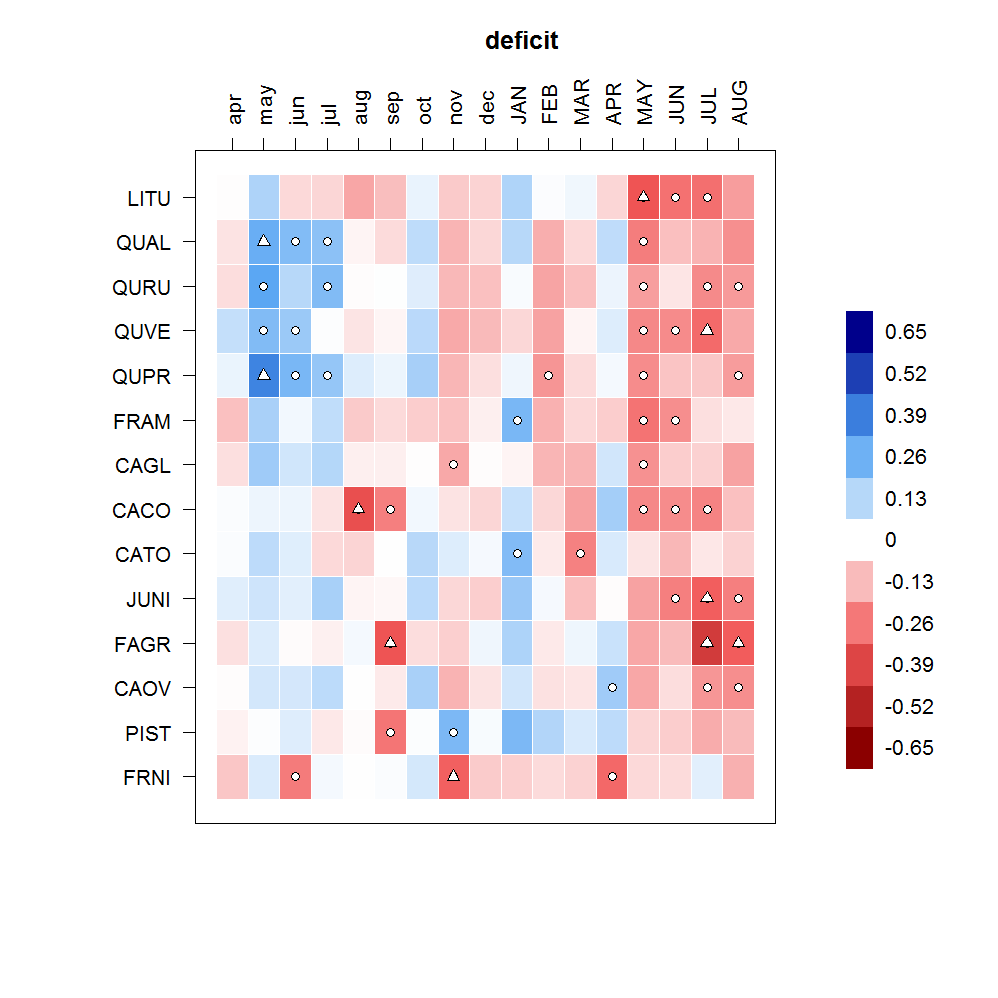 deficit
apr may jun jul aug sep oct nov dec JAN FEB MAR APR MAY JUN JUL AUG
LITU
QUAL
QURU
QUVE
QUPR
FRAM
CAGL
CACO
CATO
JUNI
FAGR
CAOV
PIST
FRNI
0.65
0.52
0.39
0.26
0.13
0
-0.13
-0.26
-0.39
-0.52
-0.65